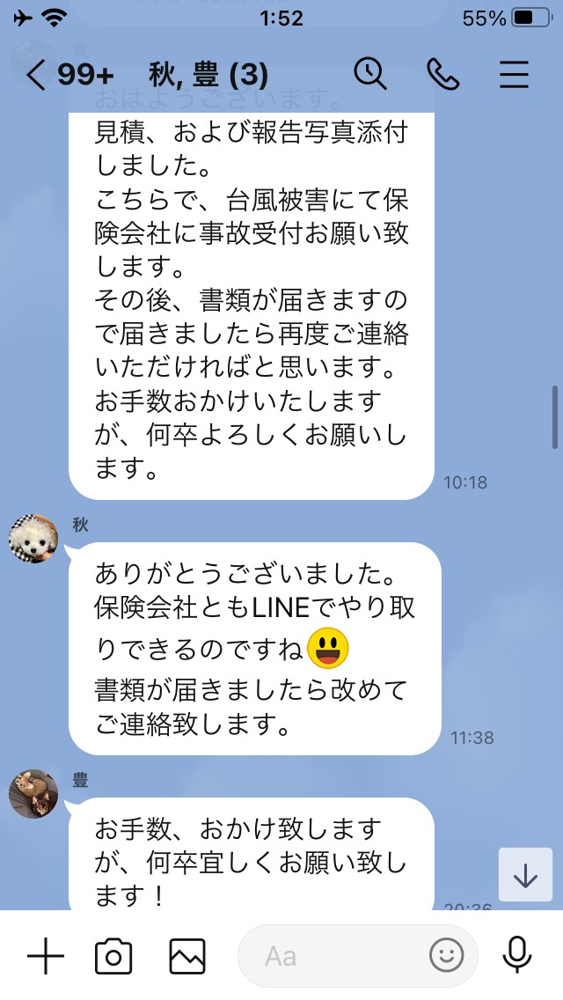 1:52
55%
99+ 秋, 豊 (3)
おはようございます。
見積、および報告写真添付
しました。
こちらで、台風被害にて保
険会社に事故受付お願い致
します。
その後、書類が届きますの
で届きましたら再度ご連絡
いただければと思います。
お手数おかけいたします
が、何卒よろしくお願いし
ます。
10:18
秋
ありがとうございました。
保険会社ともLINEでやり取
りできるのですね
書類が届きましたら改めて
ご連絡致します。
11:38
豊
お手数、おかけ致します
が、何卒宜しくお願い致し
ます！
20:36
Aa